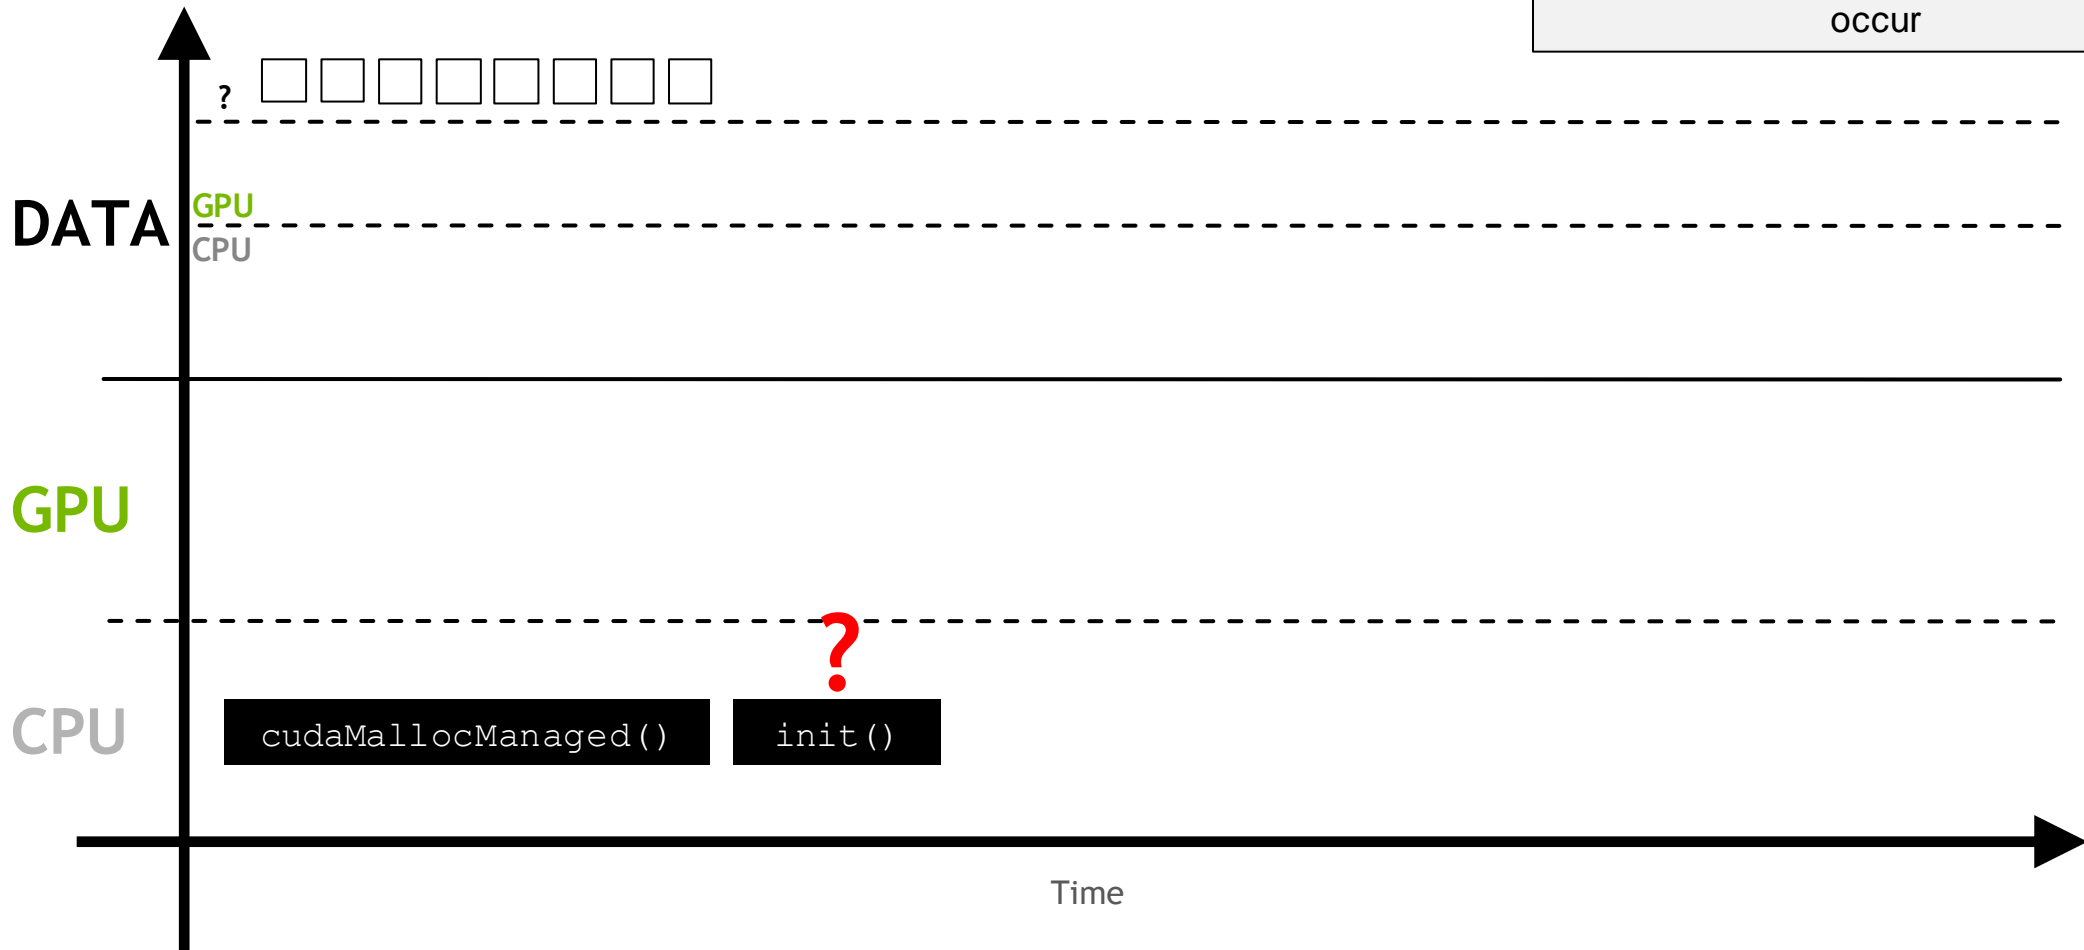 occur
?
GPU
DATA
CPU
GPU
?
CPU
cudaMallocManaged() init()
Time